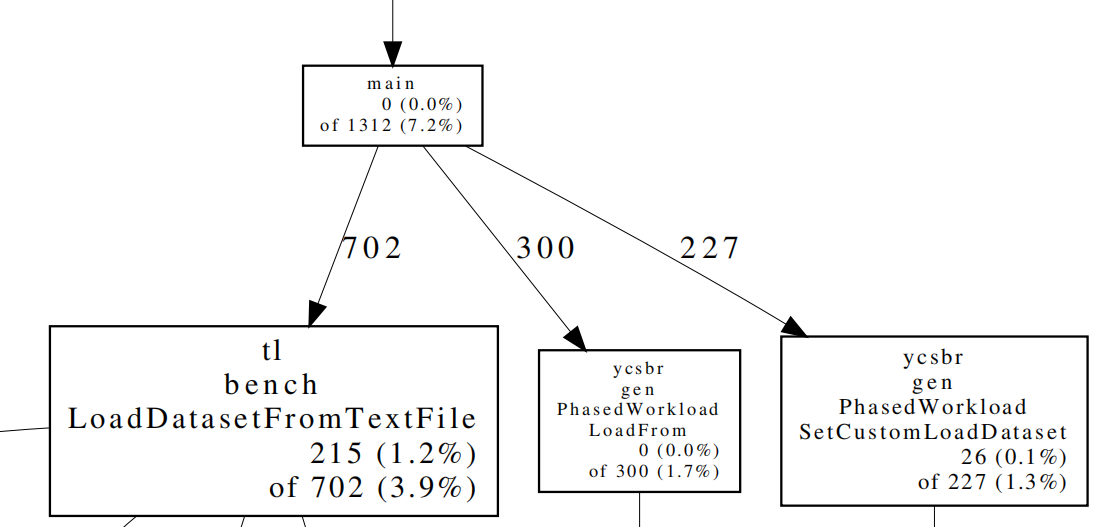 main
0 (0.0%)
of 1312 (7.2%)
702
300
227
tl
bench
LoadDatasetFromTextFile
215 (1.2%)
of 702 (3.9%)
ycsbr
gen
PhasedWorkload
LoadFrom
0 (0.0%)
of 300 (1.7%)
ycsbr
gen
PhasedWorkload
SetCustomLoadDataset
26 (0.1%)
of 227 (1.3%)